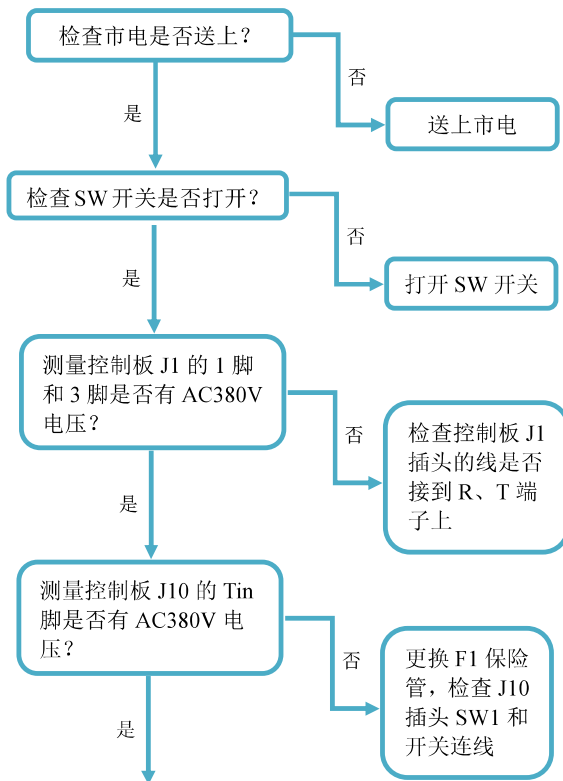 检查市电是否送上?
否
是
送上市电
检查 SW 开关是否打开?
否
是
打开 SW 开关
测量控制板 J1 的 1 脚
和 3 脚是否有 AC380V
电压?
否
检查控制板 J1
插头的线是否
接到 R、T 端
子上
是
测量控制板 J10 的 Tin
脚是否有 AC380V 电
压?
否
更换 F1 保险
管，检查 J10
插头 SW1 和
开关连线
是